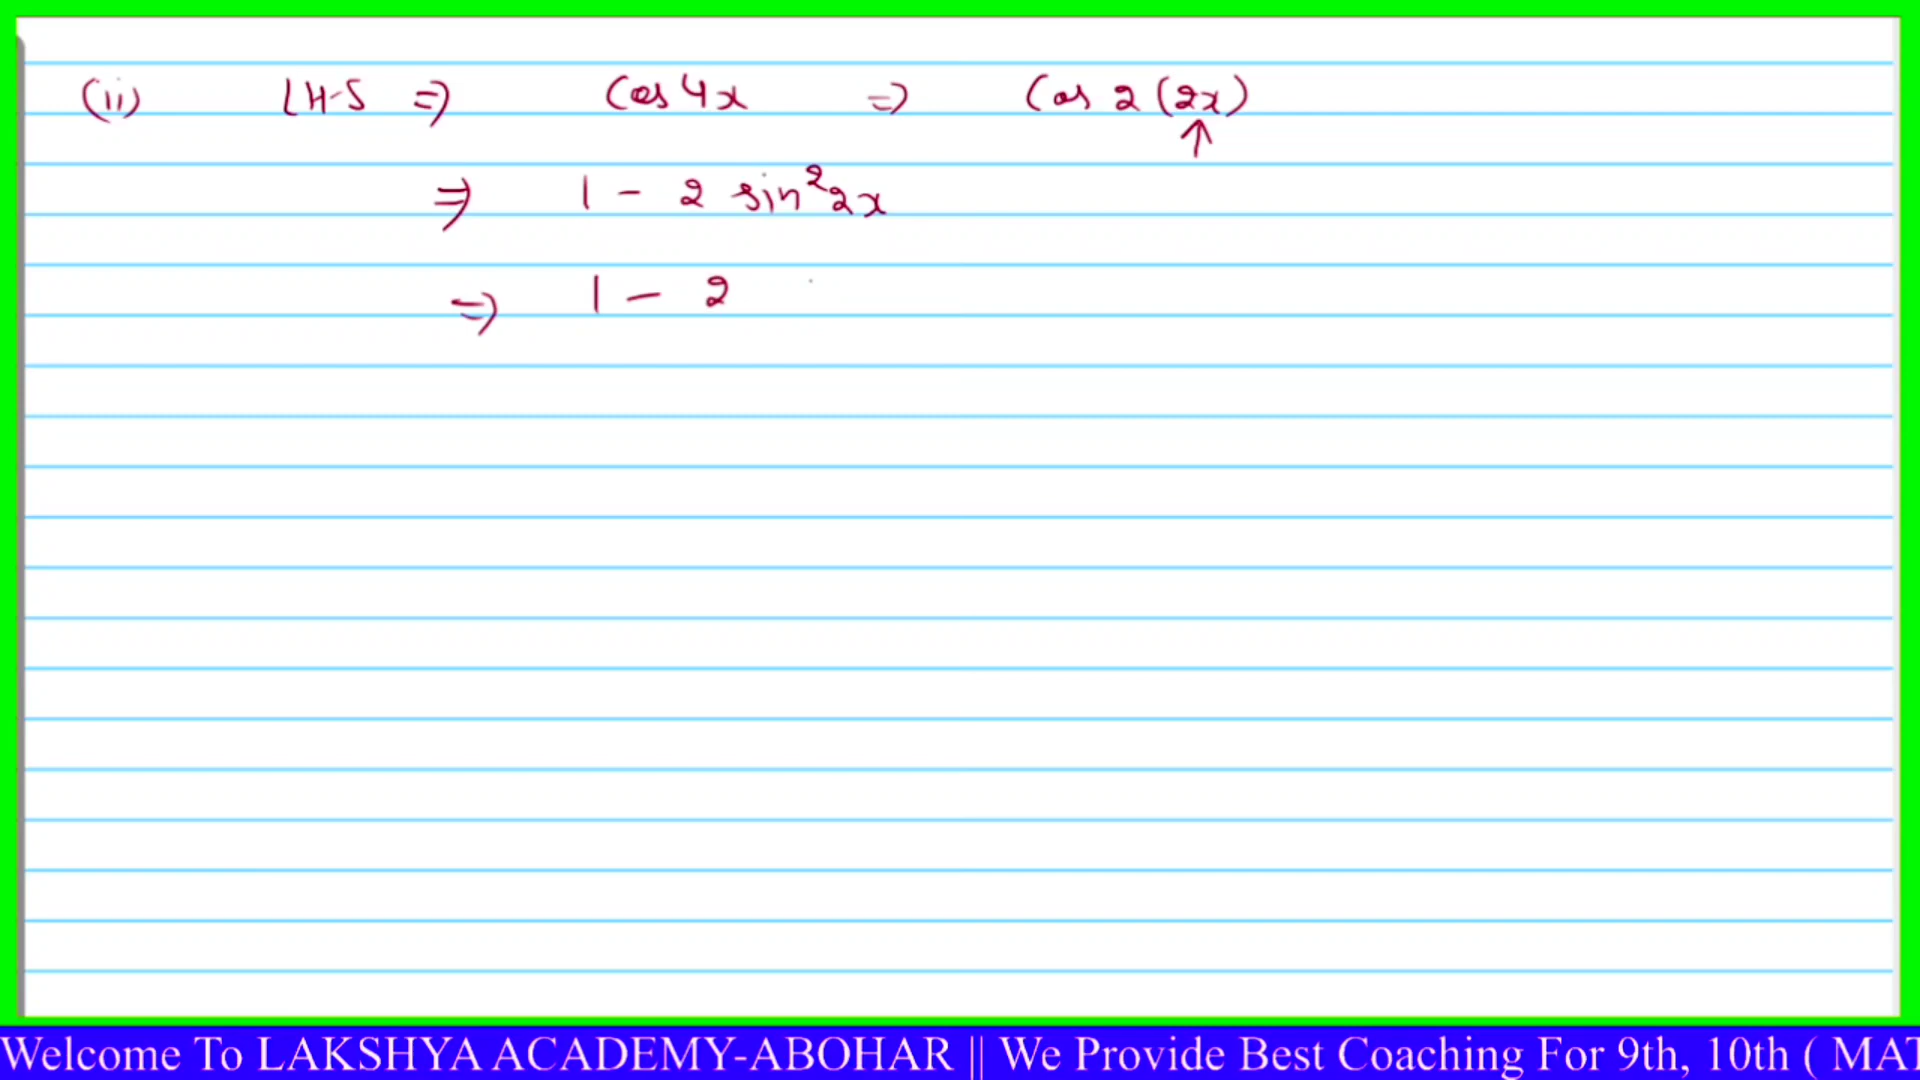 (ii) LH-S ⇒ Cos 4x ⇒ Cos 2 (2x)
↑
⇒ 1 - 2 sin²2x
⇒ 1 - 2
Welcome To LAKSHYA ACADEMY-ABOHAR || We Provide Best Coaching For 9th, 10th ( MAT